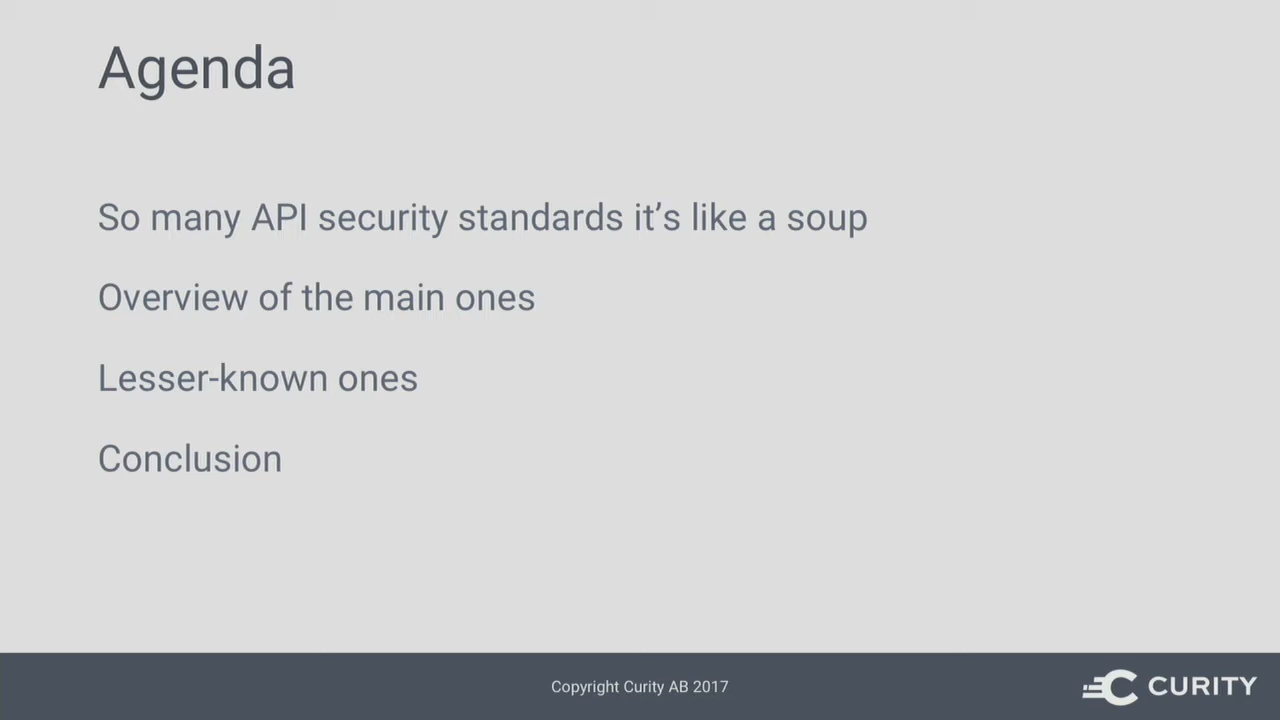 Agenda
So many API security standards it’s like a soup
Overview of the main ones
Lesser-known ones
Conclusion
Copyright Curity AB 2017
CURITY